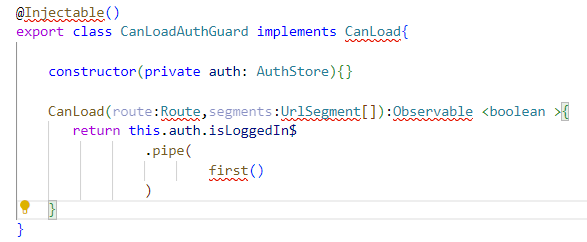 @Injectable()
export class CanLoadAuthGuard implements CanLoad{
constructor(private auth: AuthStore){}
CanLoad(route:Route,segments:UrlSegment[]):Observable <boolean >{
return this.auth.isLoggedIn$
.pipe(
first()
)
}
}